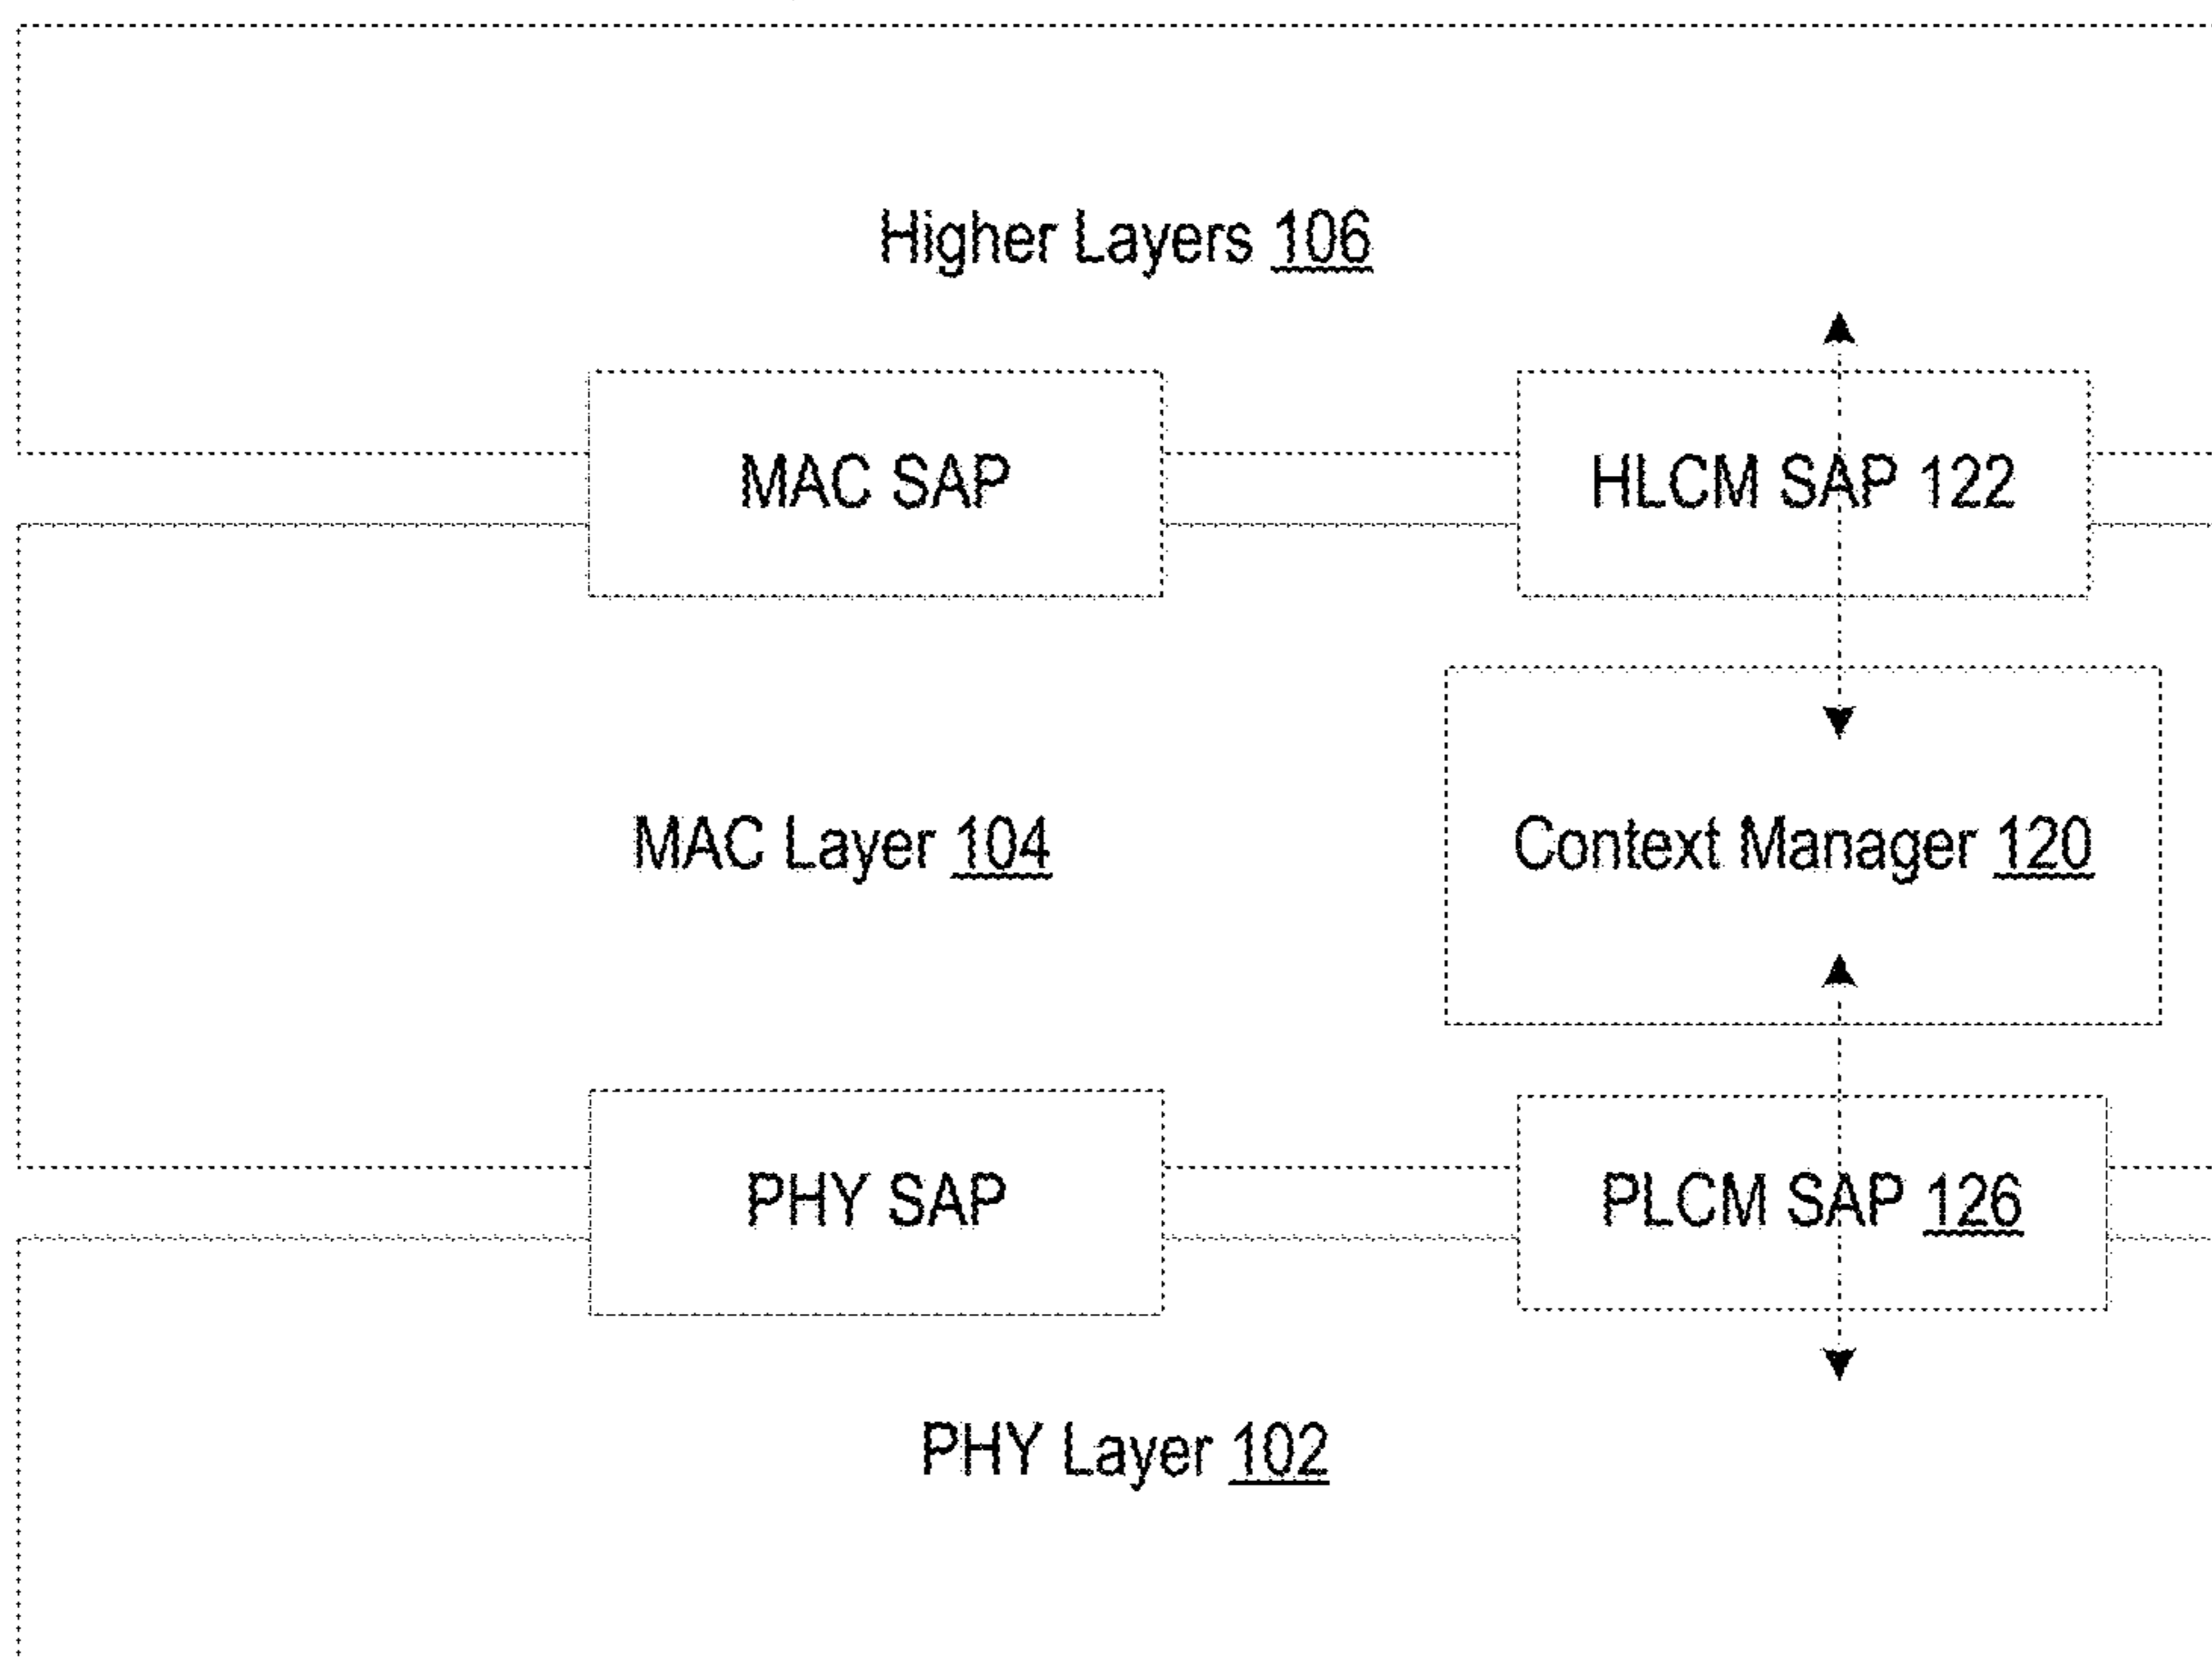 Higher Layers 106
MAC SAP
HLCM SAP 122
MAC Layer 104
Context Manager 120
PHY SAP
PLCM SAP 126
PHY Layer 102